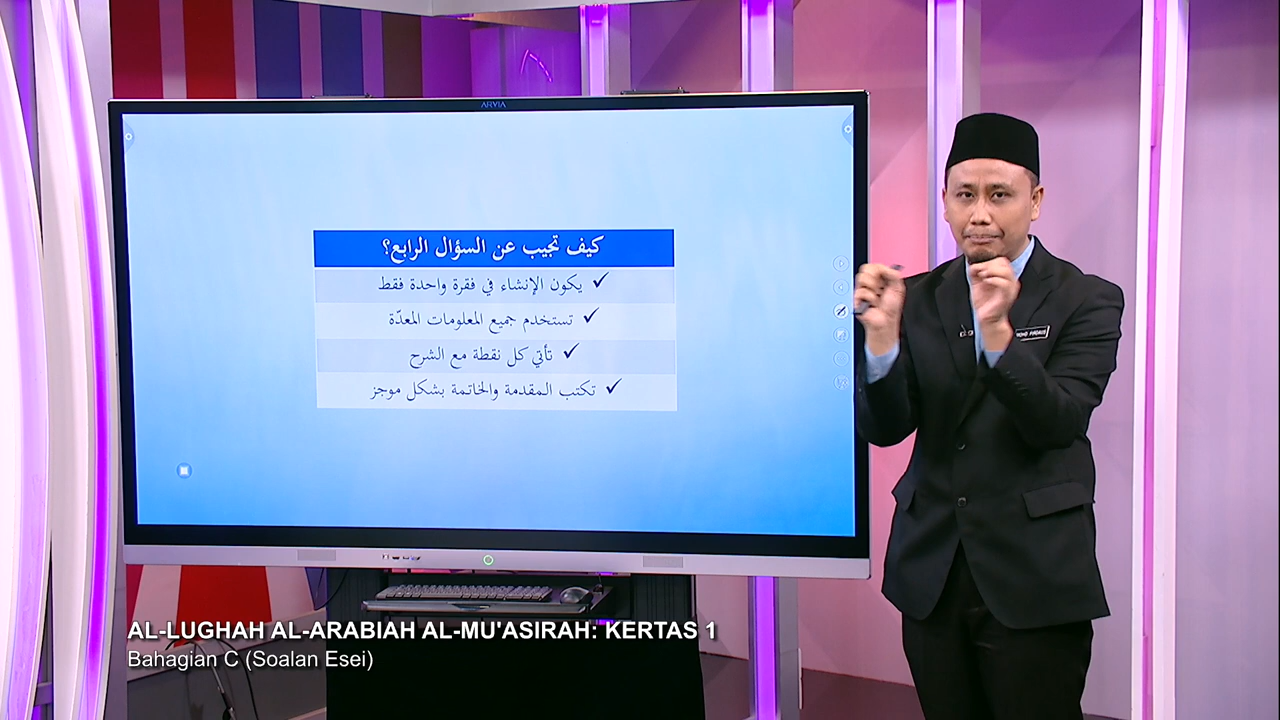 ARVIA
كيف تجيب عن السؤال الرابع؟
✓ يكون الإنشاء في فقرة واحدة فقط
✓ تستخدم جميع المعلومات المعدّة
✓ تأتي كل نقطة مع الشرح
✓ تكتب المقدمة والخاتمة بشكل موجز
MOHD FIRDAUS
AL-LUGHAH AL-ARABIAH AL-MU'ASIRAH: KERTAS 1
Bahagian C (Soalan Esei)